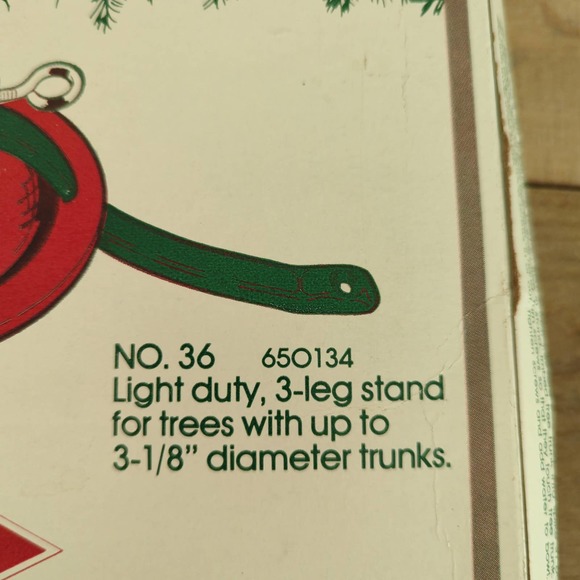 NO. 36 650134
Light duty, 3-leg stand
for trees with up to
3-1/8” diameter trunks.